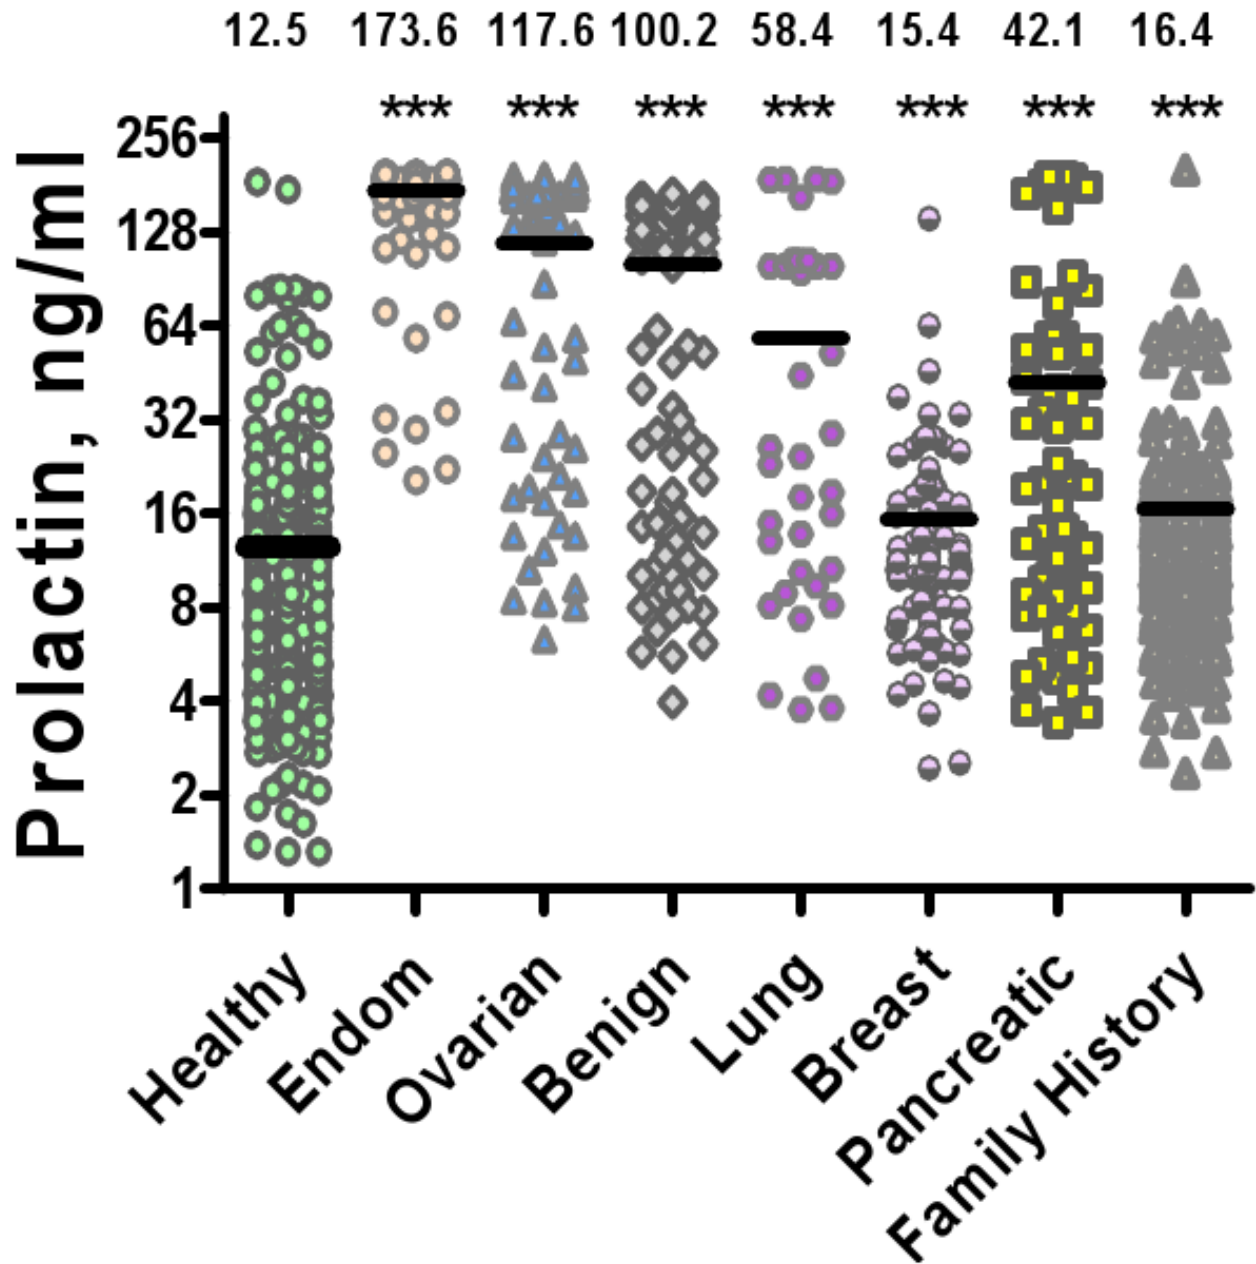 12.5 173.6 117.6 100.2 58.4 15.4 42.1 16.4
*** *** *** *** *** *** ***
Prolactin, ng/ml
256
128
64
32
16
8
4
2
1
Healthy
Endom
Ovarian
Benign
Lung
Breast
Pancreatic
Family History